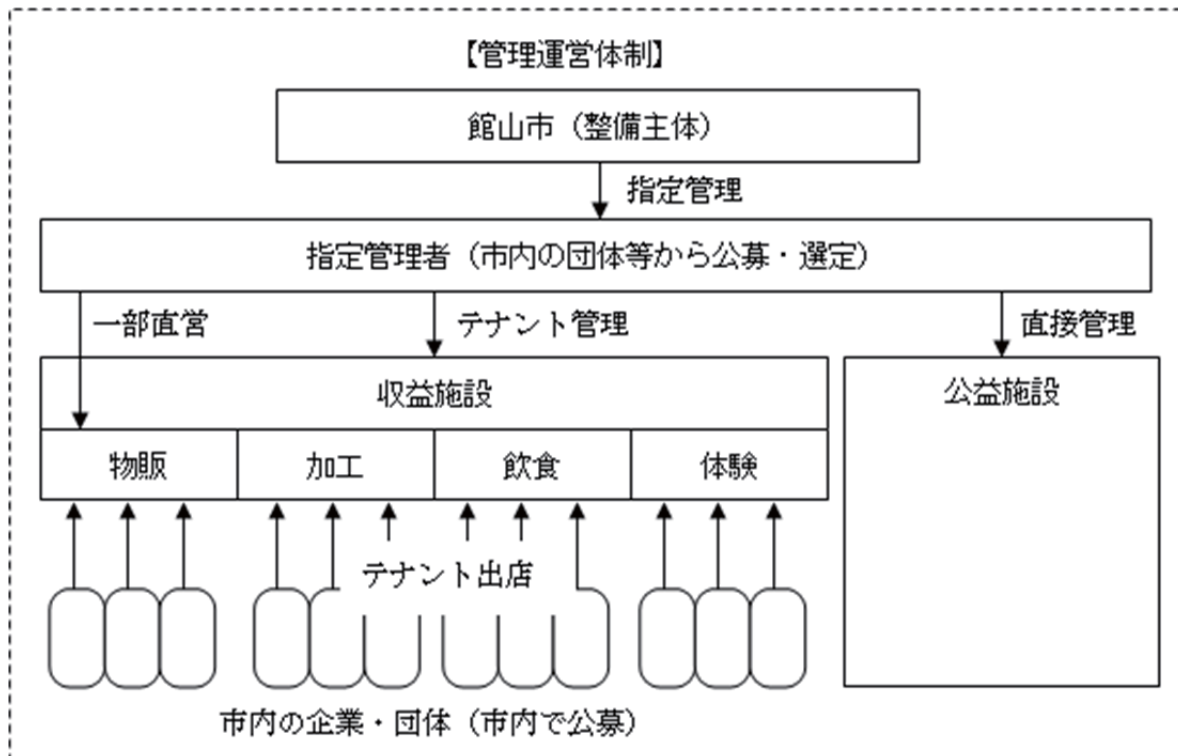 【管理運営体制】
館山市（整備主体）
指定管理
指定管理者（市内の団体等から公募・選定）
一部直営
テナント管理
直接管理
収益施設
公益施設
物販
加工
飲食
体験
テナント出店
市内の企業・団体（市内で公募）